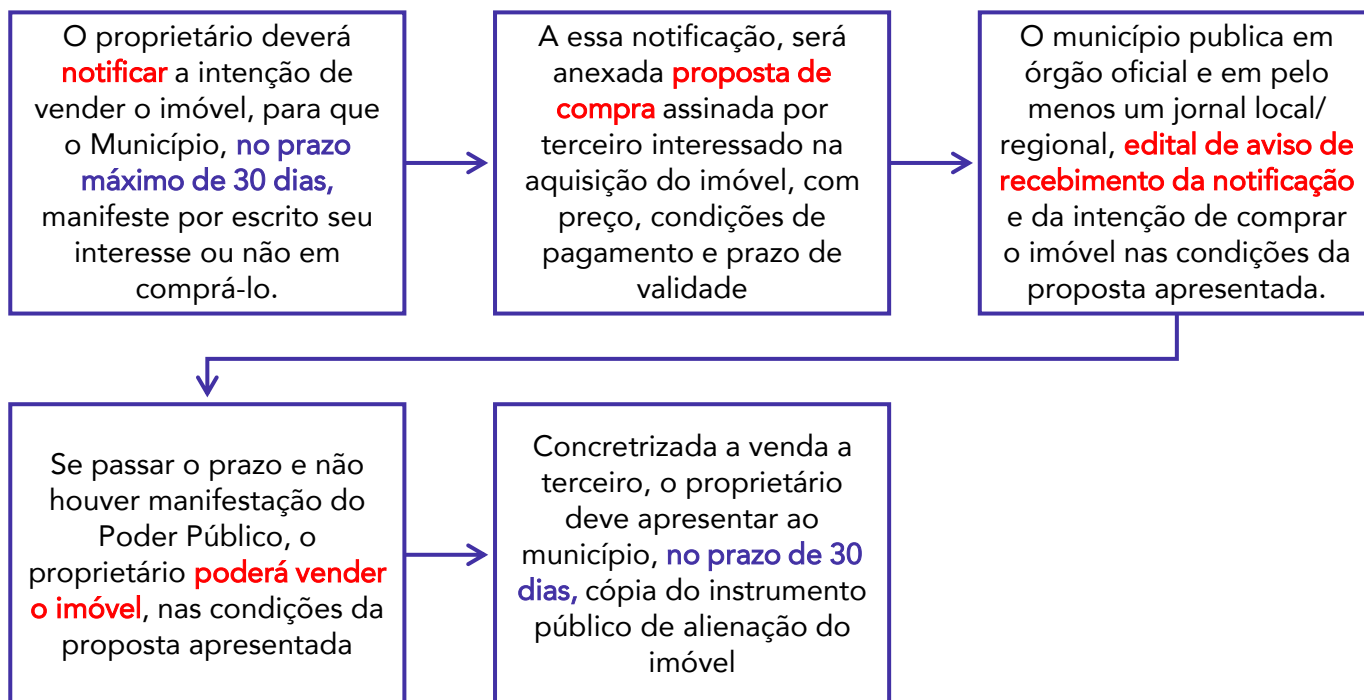 O proprietário deverá
notificar a intenção de
vender o imóvel, para que
o Município, no prazo
máximo de 30 dias,
manifeste por escrito seu
interesse ou não em
comprá-lo.
A essa notificação, será
anexada proposta de
compra assinada por
terceiro interessado na
aquisição do imóvel, com
preço, condições de
pagamento e prazo de
validade
O município publica em
órgão oficial e em pelo
menos um jornal local/
regional, edital de aviso de
recebimento da notificação
e da intenção de comprar
o imóvel nas condições da
proposta apresentada.
Se passar o prazo e não
houver manifestação do
Poder Público, o
proprietário poderá vender
o imóvel, nas condições da
proposta apresentada
Concretrizada a venda a
terceiro, o proprietário
deve apresentar ao
município, no prazo de 30
dias, cópia do instrumento
público de alienação do
imóvel